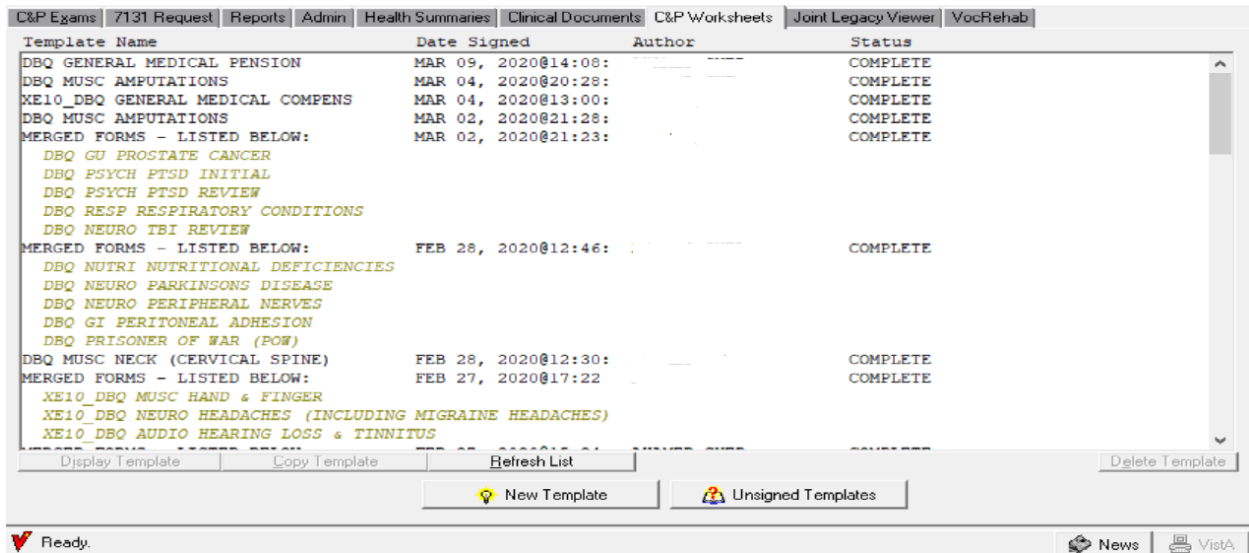 C&P Exams 7131 Request Reports Admin Health Summaries Clinical Documents C&P Worksheets Joint Legacy Viewer VocRehab
Template Name Date Signed Author Status
DBQ GENERAL MEDICAL PENSION MAR 09, 2020@14:08: COMPLETE
DBQ MUSC AMPUTATIONS MAR 04, 2020@20:28: COMPLETE
XE10_DBQ GENERAL MEDICAL COMPENS MAR 04, 2020@13:00: COMPLETE
DBQ MUSC AMPUTATIONS MAR 02, 2020@21:28: COMPLETE
MERGED FORMS - LISTED BELOW: MAR 02, 2020@21:23: COMPLETE
DBQ GU PROSTATE CANCER
DBQ PSYCH PTSD INITIAL
DBQ PSYCH PTSD REVIEW
DBQ RESP RESPIRATORY CONDITIONS
DBQ NEURO TBI REVIEW
MERGED FORMS - LISTED BELOW: FEB 28, 2020@12:46: COMPLETE
DBQ NUTRI NUTRITIONAL DEFICIENCIES
DBQ NEURO PARKINSONS DISEASE
DBQ NEURO PERIPHERAL NERVES
DBQ GI PERITONEAL ADHESION
DBQ PRISONER OF WAR (POW)
DBQ MUSC NECK (CERVICAL SPINE) FEB 28, 2020@12:30: COMPLETE
MERGED FORMS - LISTED BELOW: FEB 27, 2020@17:22 COMPLETE
XE10_DBQ MUSC HAND & FINGER
XE10_DBQ NEURO HEADACHES (INCLUDING MIGRAINE HEADACHES)
XE10_DBQ AUDIO HEARING LOSS & TINNITUS
Display Template Copy Template Refresh List Delete Template
New Template Unsigned Templates
Ready. News VistA